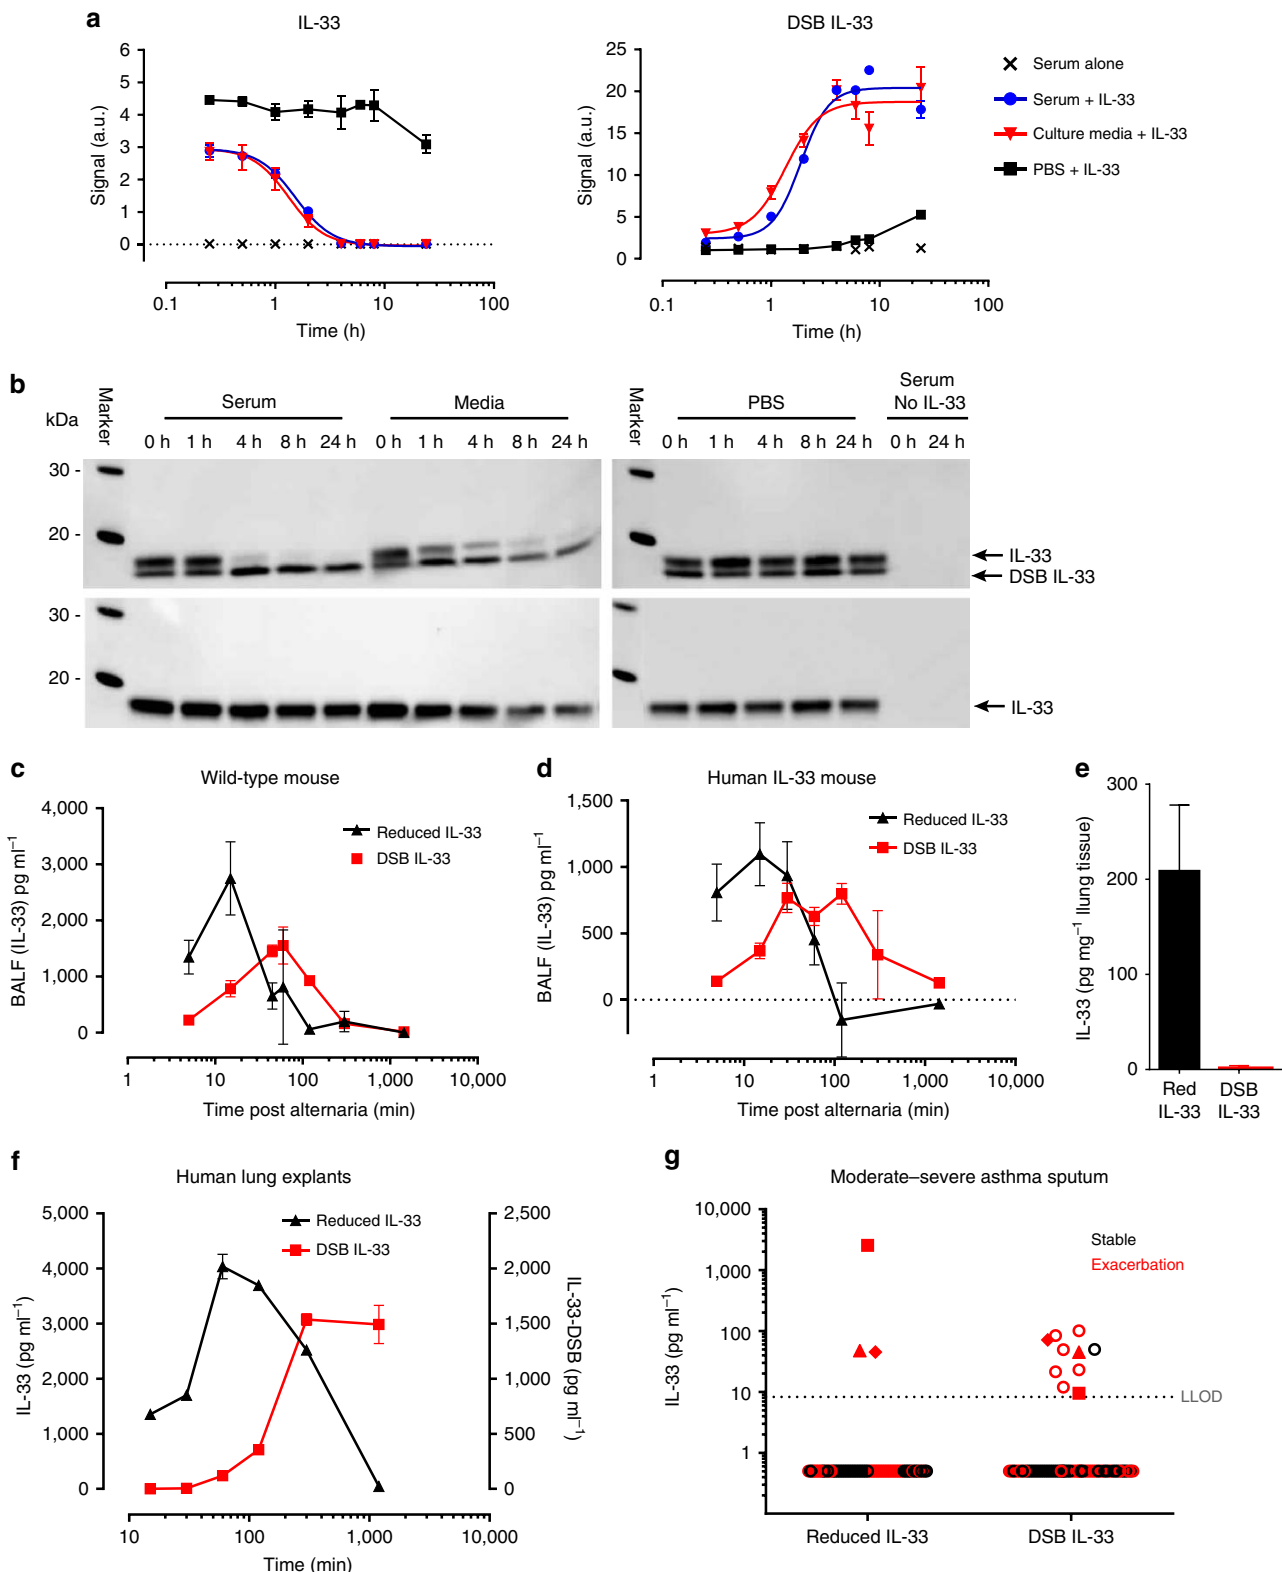 a
IL-33
DSB IL-33
Signal (a.u.)
6
5
4
3
2
1
0
0.1 1 10 100
Time (h)
Signal (a.u.)
25
20
15
10
5
0
0.1 1 10 100
Time (h)
Serum alone
Serum + IL-33
Culture media + IL-33
PBS + IL-33
b
kDa
Marker
Serum
0 h 1 h 4 h 8 h 24 h
Media
0 h 1 h 4 h 8 h 24 h
Marker
PBS
0 h 1 h 4 h 8 h 24 h
Serum
No IL-33
0 h 24 h
30 -
20 -
IL-33
DSB IL-33
30 -
20 -
IL-33
c
Wild-type mouse
BALF (IL-33) pg ml⁻¹
4,000
3,000
2,000
1,000
0
Reduced IL-33
DSB IL-33
1 10 100 1,000 10,000
Time post alternaria (min)
d
Human IL-33 mouse
BALF (IL-33) pg ml⁻¹
1,500
1,000
500
0
Reduced IL-33
DSB IL-33
1 10 100 1,000 10,000
Time post alternaria (min)
e
IL-33 (pg mg⁻¹ llung tissue)
300
200
100
0
Red
IL-33
DSB
IL-33
f
Human lung explants
IL-33 (pg ml⁻¹)
5,000
4,000
3,000
2,000
1,000
0
Reduced IL-33
DSB IL-33
2,500
2,000
1,500
1,000
500
0
IL-33-DSB (pg ml⁻¹)
10 100 1,000 10,000
Time (min)
g
Moderate–severe asthma sputum
IL-33 (pg ml⁻¹)
10,000
1,000
100
10
1
Stable
Exacerbation
LLOD
Reduced IL-33 DSB IL-33